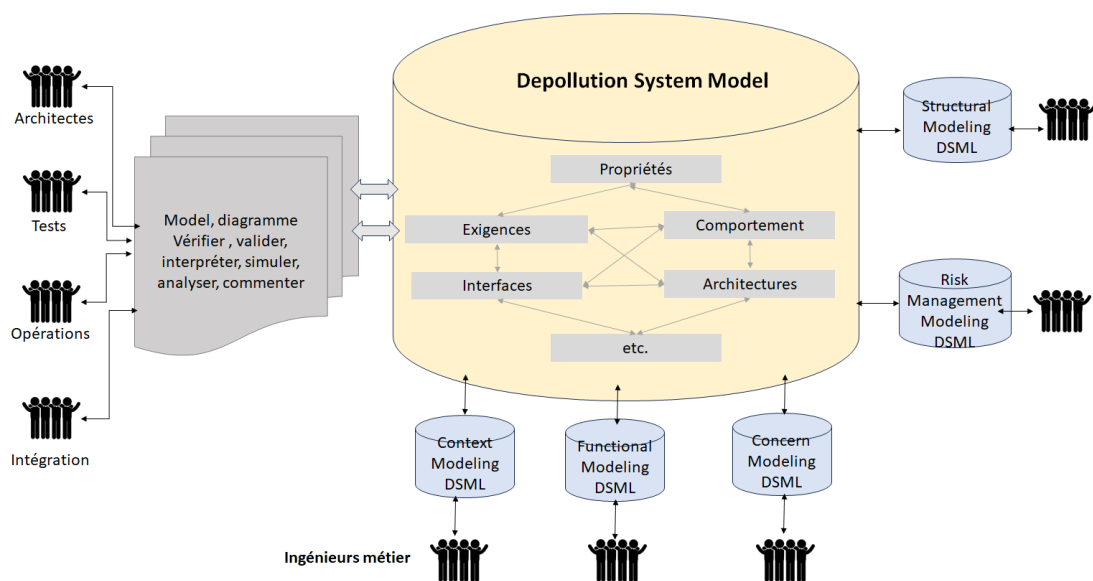 Depollution System Model
Architectes
Tests
Opérations
Intégration
Model, diagramme
Vérifier , valider,
interpréter, simuler,
analyser, commenter
Propriétés
Exigences
Comportement
Interfaces
Architectures
etc.
Structural
Modeling
DSML
Risk
Management
Modeling
DSML
Context
Modeling
DSML
Functional
Modeling
DSML
Concern
Modeling
DSML
Ingénieurs métier